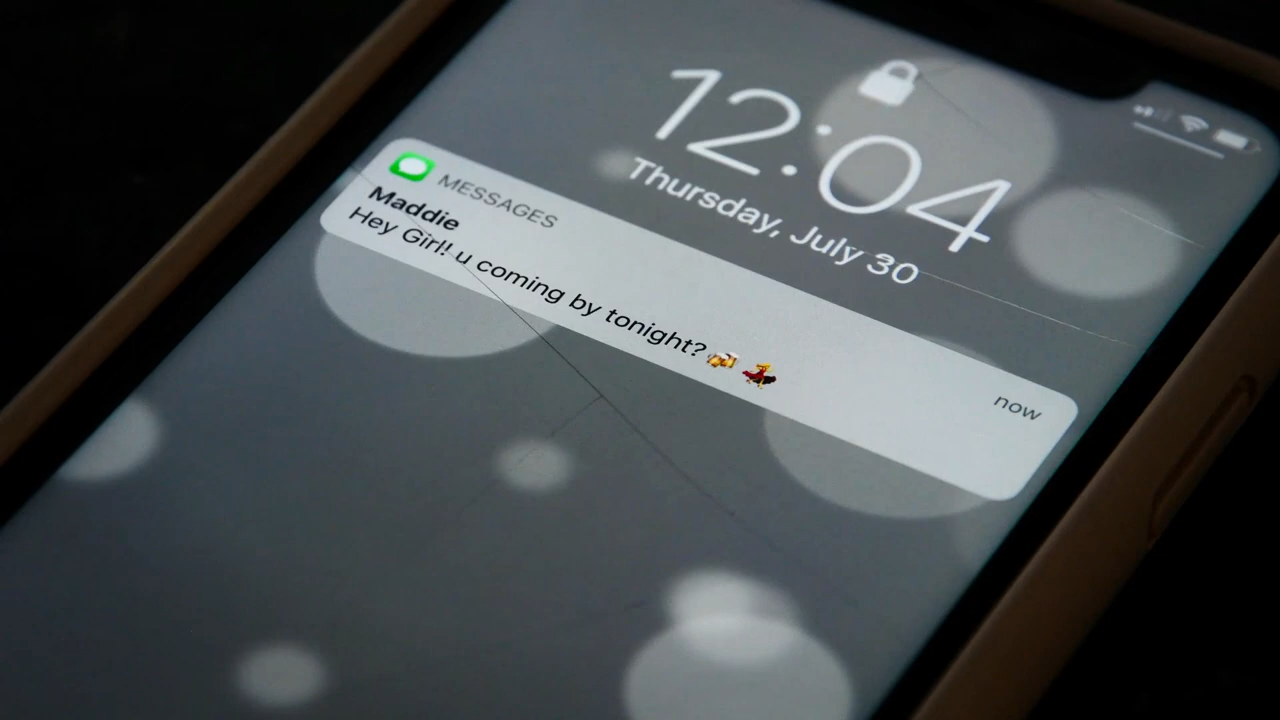 12:04
Thursday, July 30
MESSAGES
now
Maddie
Hey Girl! u coming by tonight?🍻💃